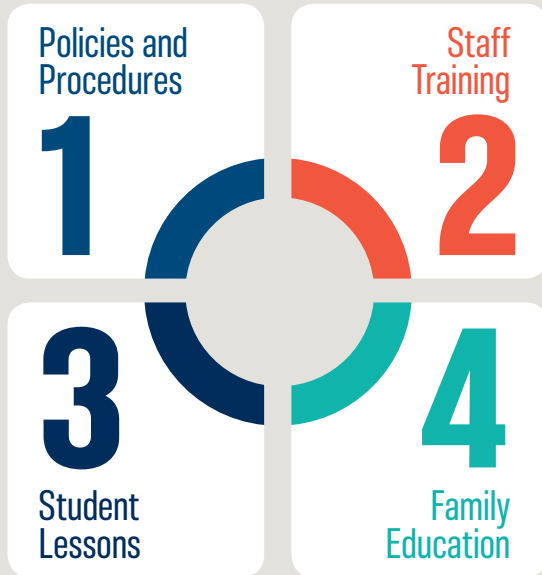 Policies and
Procedures
1
Staff
Training
2
3
Student
Lessons
4
Family
Education